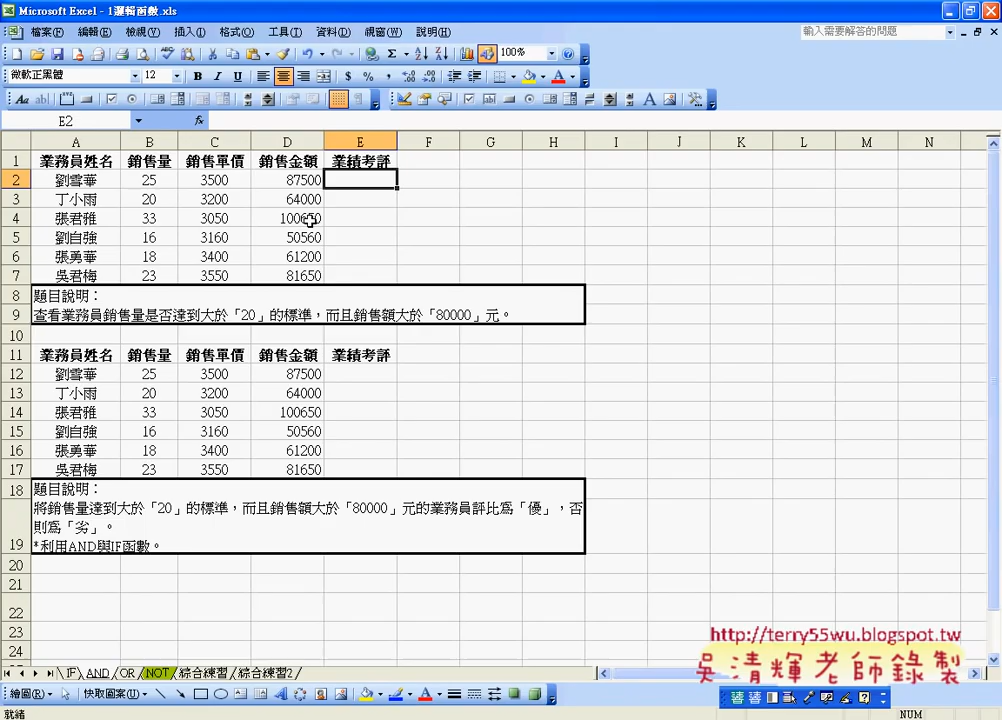 Microsoft Excel - 1邏輯函數.xls
檔案(F) 編輯(E) 檢視(V) 插入(I) 格式(O) 工具(T) 資料(D) 視窗(W) 說明(H) 輸入需要解答的問題
100%
微軟正黑體 12 B I U
E2 fx
A B C D E F G H I J K L M N
1 業務員姓名 銷售量 銷售單價 銷售金額 業績考評
2 劉雪華 25 3500 87500
3 丁小雨 20 3200 64000
4 張君雅 33 3050 100650
5 劉自強 16 3160 50560
6 張勇華 18 3400 61200
7 吳君梅 23 3550 81650
8 題目說明：
9 查看業務員銷售量是否達到大於「20」的標準，而且銷售額大於「80000」元。
10
11 業務員姓名 銷售量 銷售單價 銷售金額 業績考評
12 劉雪華 25 3500 87500
13 丁小雨 20 3200 64000
14 張君雅 33 3050 100650
15 劉自強 16 3160 50560
16 張勇華 18 3400 61200
17 吳君梅 23 3550 81650
18 題目說明：
將銷售量達到大於「20」的標準，而且銷售額大於「80000」元的業務員評比為「優」，否
則為「劣」。
19 *利用AND與IF函數。
20
21
22
23
24
http://terry55wu.blogspot.tw
吳清輝老師錄製
IF AND OR NOT 綜合練習 綜合練習2
繪圖(R) 快取圖案(U)
就緒 NUM